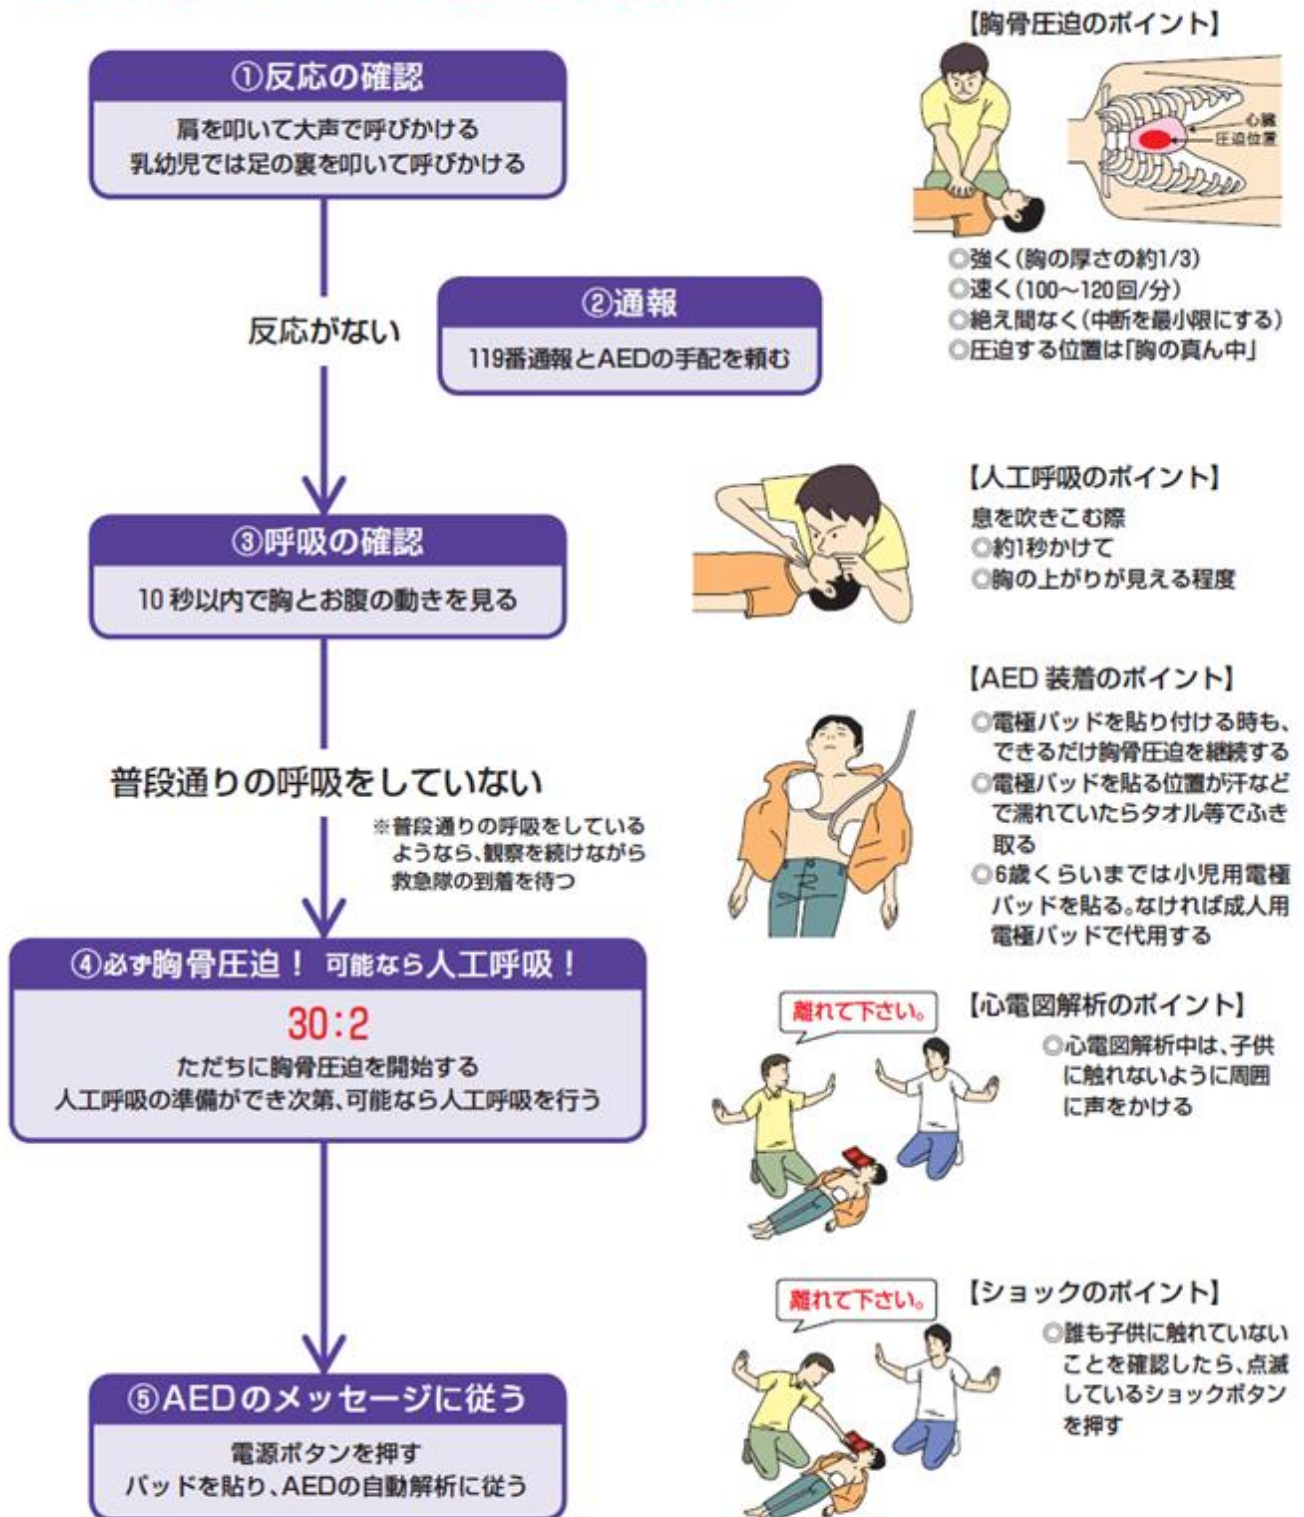 ①反応の確認
肩を叩いて大声で呼びかける
乳幼児では足の裏を叩いて呼びかける
反応がない
②通報
119番通報とAEDの手配を頼む
③呼吸の確認
10秒以内で胸とお腹の動きを見る
普段通りの呼吸をしていない
※普段通りの呼吸をしている
ようなら、観察を続けながら
救急隊の到着を待つ
④必ず胸骨圧迫！ 可能なら人工呼吸！
30：2
ただちに胸骨圧迫を開始する
人工呼吸の準備ができ次第、可能なら人工呼吸を行う
⑤AEDのメッセージに従う
電源ボタンを押す
パッドを貼り、AEDの自動解析に従う
【胸骨圧迫のポイント】
心臓
圧迫位置
◎強く（胸の厚さの約1/3）
◎速く（100～120回/分）
◎絶え間なく（中断を最小限にする）
◎圧迫する位置は「胸の真ん中」
【人工呼吸のポイント】
息を吹きこむ際
◎約1秒かけて
◎胸の上がりが見える程度
【AED 装着のポイント】
◎電極パッドを貼り付ける時も、
できるだけ胸骨圧迫を継続する
◎電極パッドを貼る位置が汗など
で濡れていたらタオル等でふき
取る
◎6歳くらいまでは小児用電極
パッドを貼る。なければ成人用
電極パッドで代用する
離れて下さい。
【心電図解析のポイント】
◎心電図解析中は、子供
に触れないように周囲
に声をかける
離れて下さい。
【ショックのポイント】
◎誰も子供に触れていない
ことを確認したら、点滅
しているショックボタン
を押す